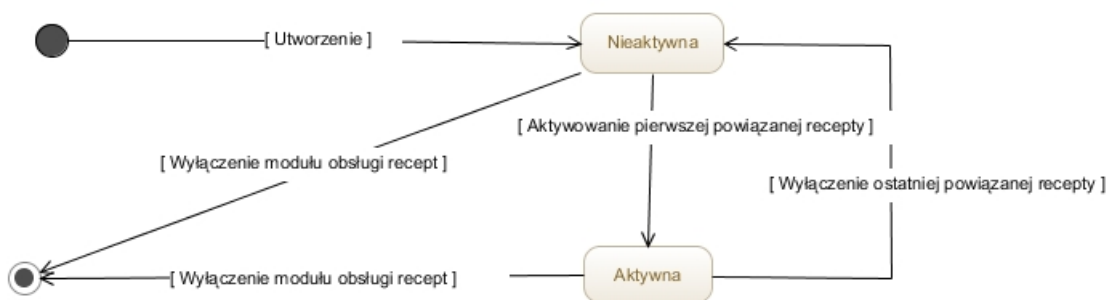 [ Utworzenie ]
Nieaktywna
[ Aktywowanie pierwszej powiązanej recepty ]
[ Wyłączenie modułu obsługi recept ]
[ Wyłączenie ostatniej powiązanej recepty ]
[ Wyłączenie modułu obsługi recept ]
Aktywna